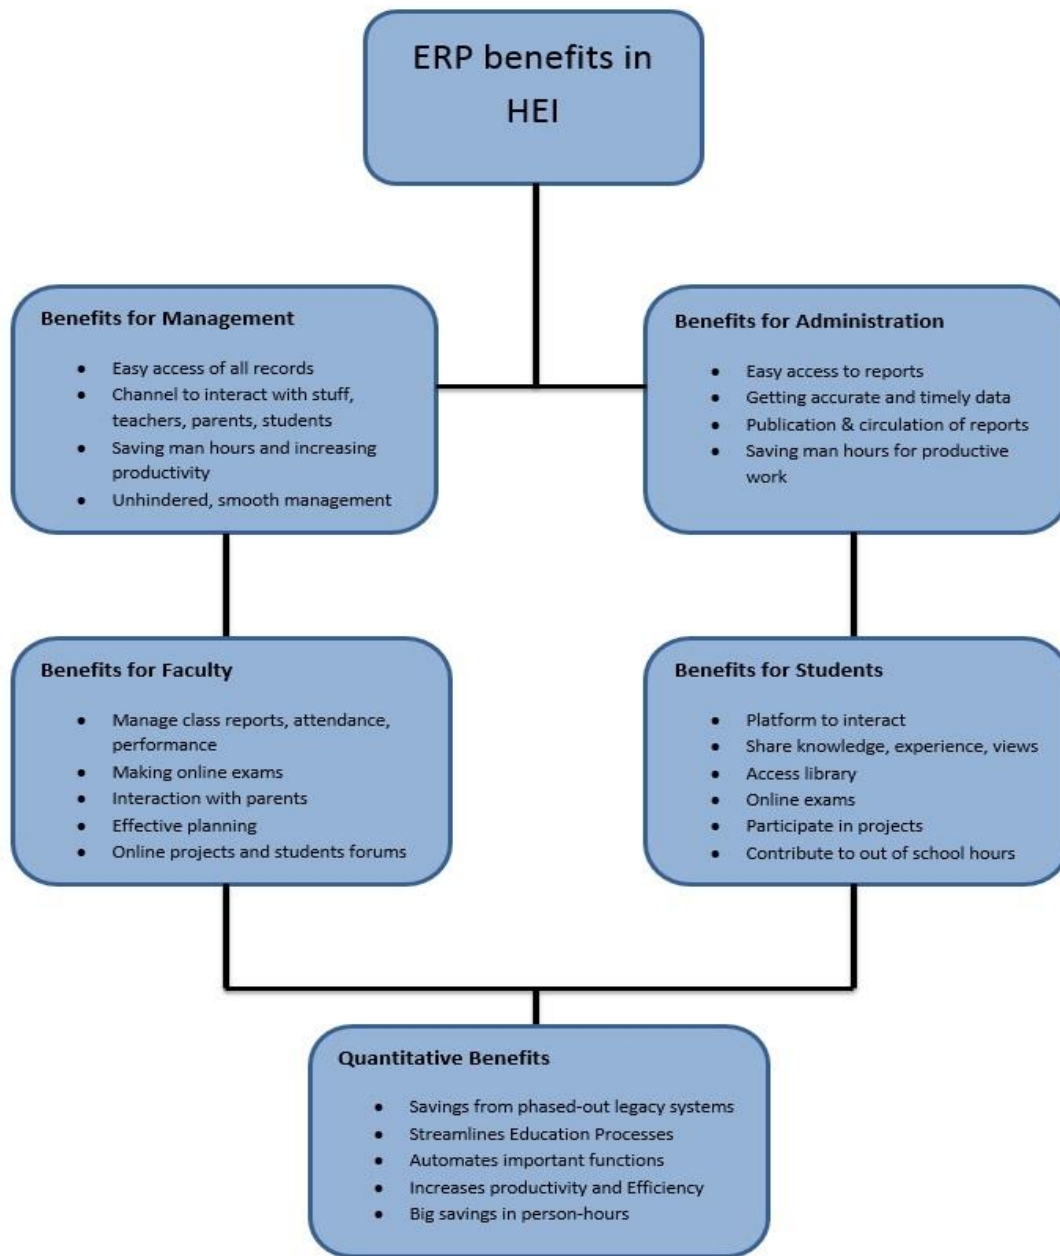 ERP benefits in
HEI
Benefits for Management
• Easy access of all records
• Channel to interact with stuff,
teachers, parents, students
• Saving man hours and increasing
productivity
• Unhindered, smooth management
Benefits for Administration
• Easy access to reports
• Getting accurate and timely data
• Publication & circulation of reports
• Saving man hours for productive
work
Benefits for Faculty
• Manage class reports, attendance,
performance
• Making online exams
• Interaction with parents
• Effective planning
• Online projects and students forums
Benefits for Students
• Platform to interact
• Share knowledge, experience, views
• Access library
• Online exams
• Participate in projects
• Contribute to out of school hours
Quantitative Benefits
• Savings from phased-out legacy systems
• Streamlines Education Processes
• Automates important functions
• Increases productivity and Efficiency
• Big savings in person-hours